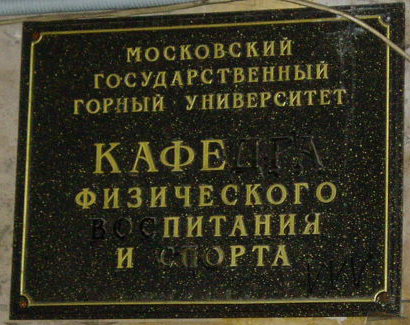 МОСКОВСКИЙ
ГОСУДАРСТВЕННЫЙ
ГОРНЫЙ УНИВЕРСИТЕТ
КАФЕДРА
ФИЗИЧЕСКОГО
ВОСПИТАНИЯ
И СПОРТА